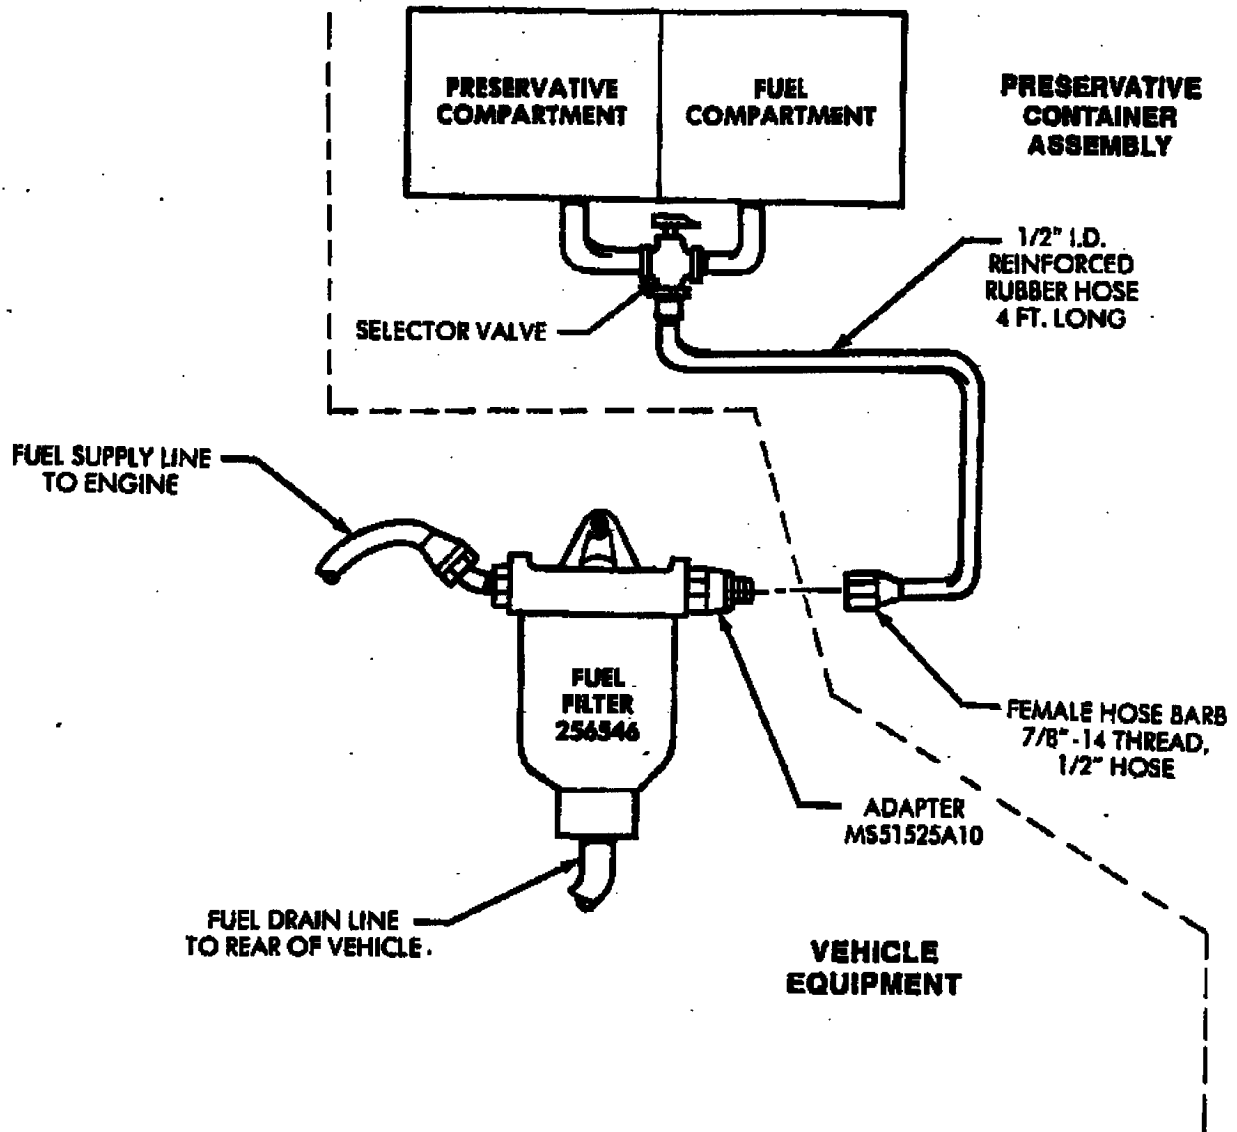 PRESERVATIVE
COMPARTMENT
FUEL
COMPARTMENT
PRESERVATIVE
CONTAINER
ASSEMBLY
1/2" I.D.
REINFORCED
RUBBER HOSE
4 FT. LONG
SELECTOR VALVE
FUEL SUPPLY LINE
TO ENGINE
FUEL
FILTER
256546
FEMALE HOSE BARB
7/8"-14 THREAD,
1/2" HOSE
ADAPTER
MS51525A10
FUEL DRAIN LINE
TO REAR OF VEHICLE.
VEHICLE
EQUIPMENT